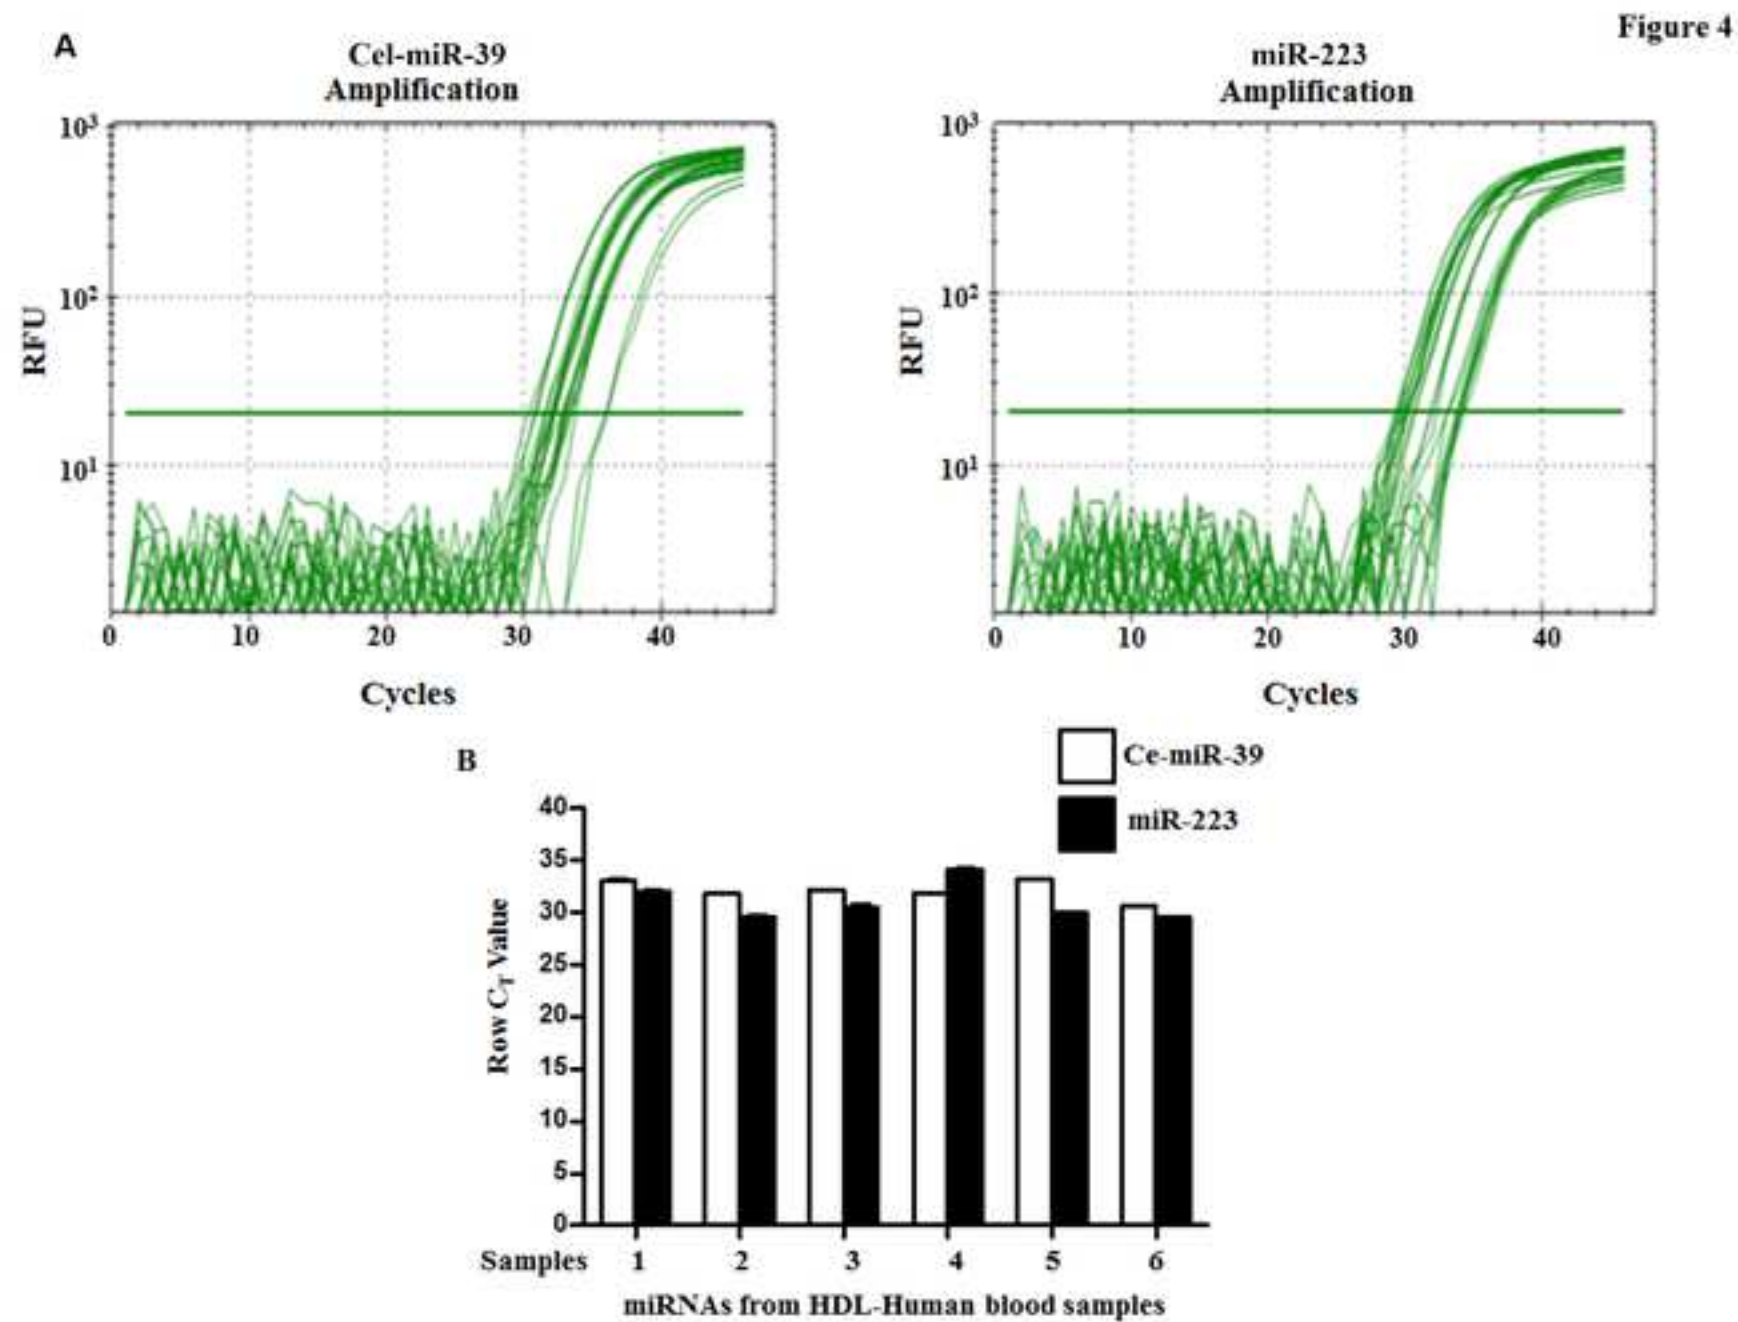 Figure 4
A
Cel-miR-39
Amplification
10³
10²
10¹
RFU
0 10 20 30 40
Cycles
miR-223
Amplification
10³
10²
10¹
RFU
0 10 20 30 40
Cycles
B
Ce-miR-39
miR-223
40
35
30
25
20
15
10
5
0
Row C_T Value
Samples 1 2 3 4 5 6
miRNAs from HDL-Human blood samples